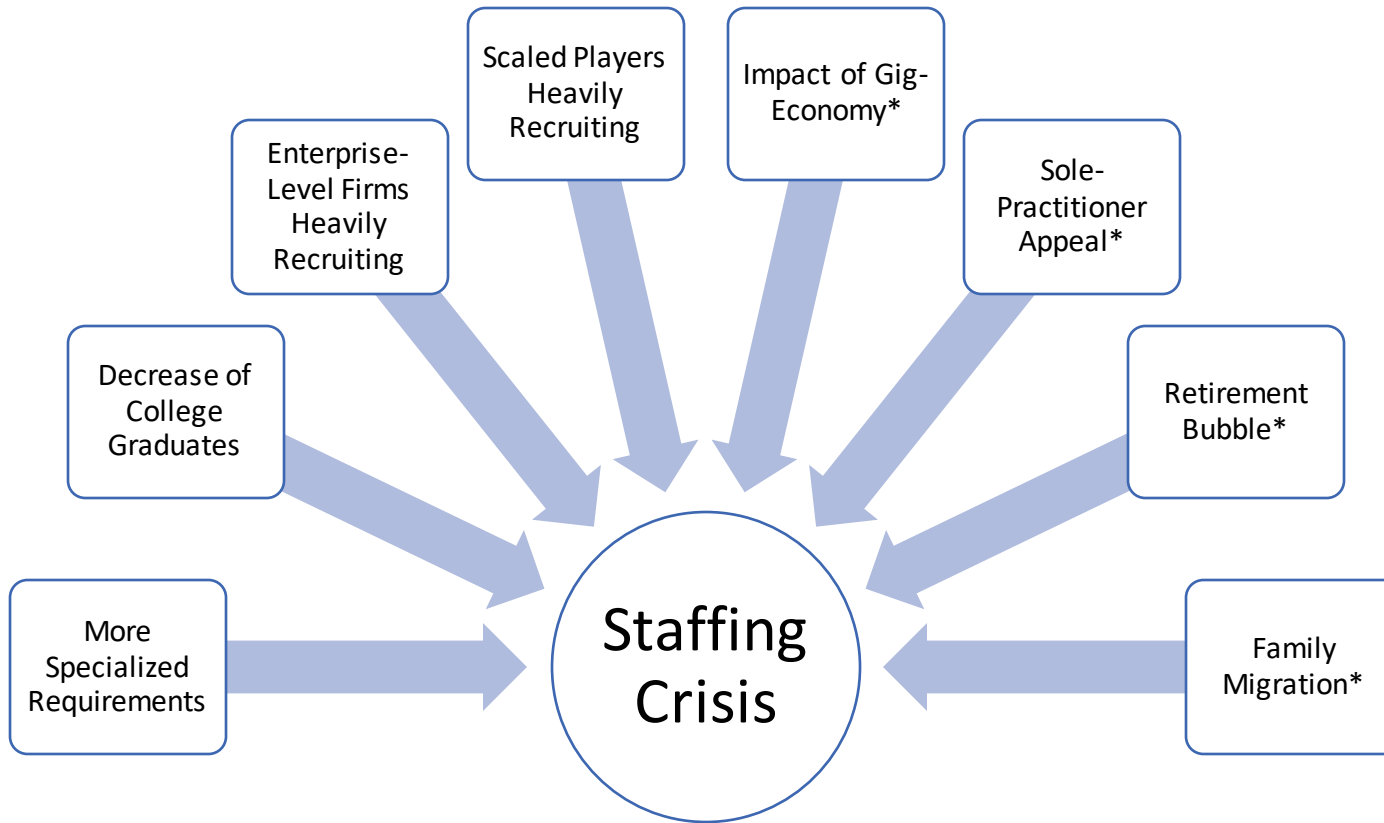 More
Specialized
Requirements
Decrease of
College
Graduates
Enterprise-
Level Firms
Heavily
Recruiting
Scaled Players
Heavily
Recruiting
Impact of Gig-
Economy*
Sole-
Practitioner
Appeal*
Retirement
Bubble*
Family
Migration*
Staffing
Crisis